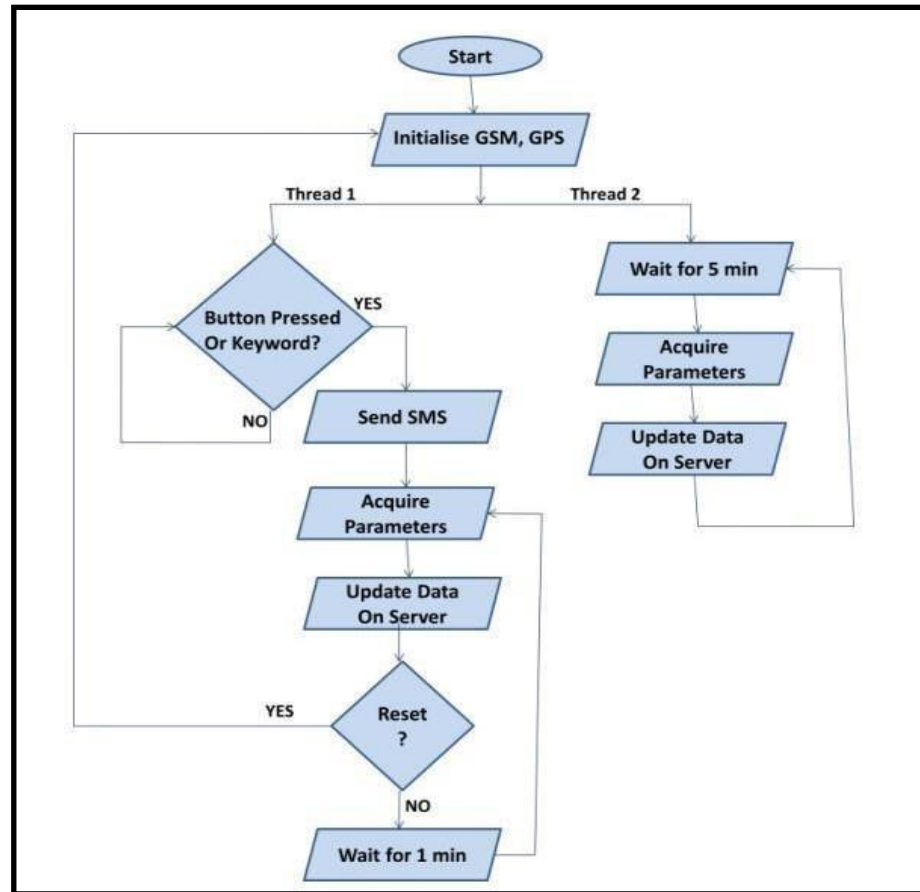 Start
Initialise GSM, GPS
Thread 1
Thread 2
Wait for 5 min
YES
Button Pressed
Or Keyword?
NO
Acquire
Parameters
Send SMS
Update Data
On Server
Acquire
Parameters
Update Data
On Server
YES
Reset
?
NO
Wait for 1 min